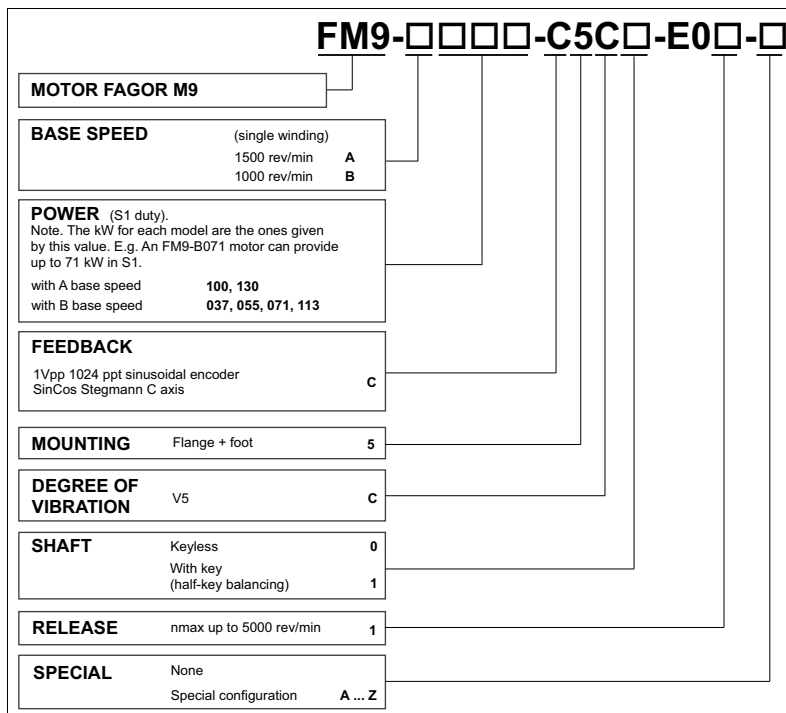 FM9-□□□□-C5C□-E0□-□
MOTOR FAGOR M9
BASE SPEED (single winding)
1500 rev/min A
1000 rev/min B
POWER (S1 duty).
Note. The kW for each model are the ones given
by this value. E.g. An FM9-B071 motor can provide
up to 71 kW in S1.
with A base speed 100, 130
with B base speed 037, 055, 071, 113
FEEDBACK
1Vpp 1024 ppt sinusoidal encoder
SinCos Stegmann C axis C
MOUNTING Flange + foot 5
DEGREE OF
VIBRATION V5 C
SHAFT Keyless 0
With key
(half-key balancing) 1
RELEASE nmax up to 5000 rev/min 1
SPECIAL None
Special configuration A ... Z